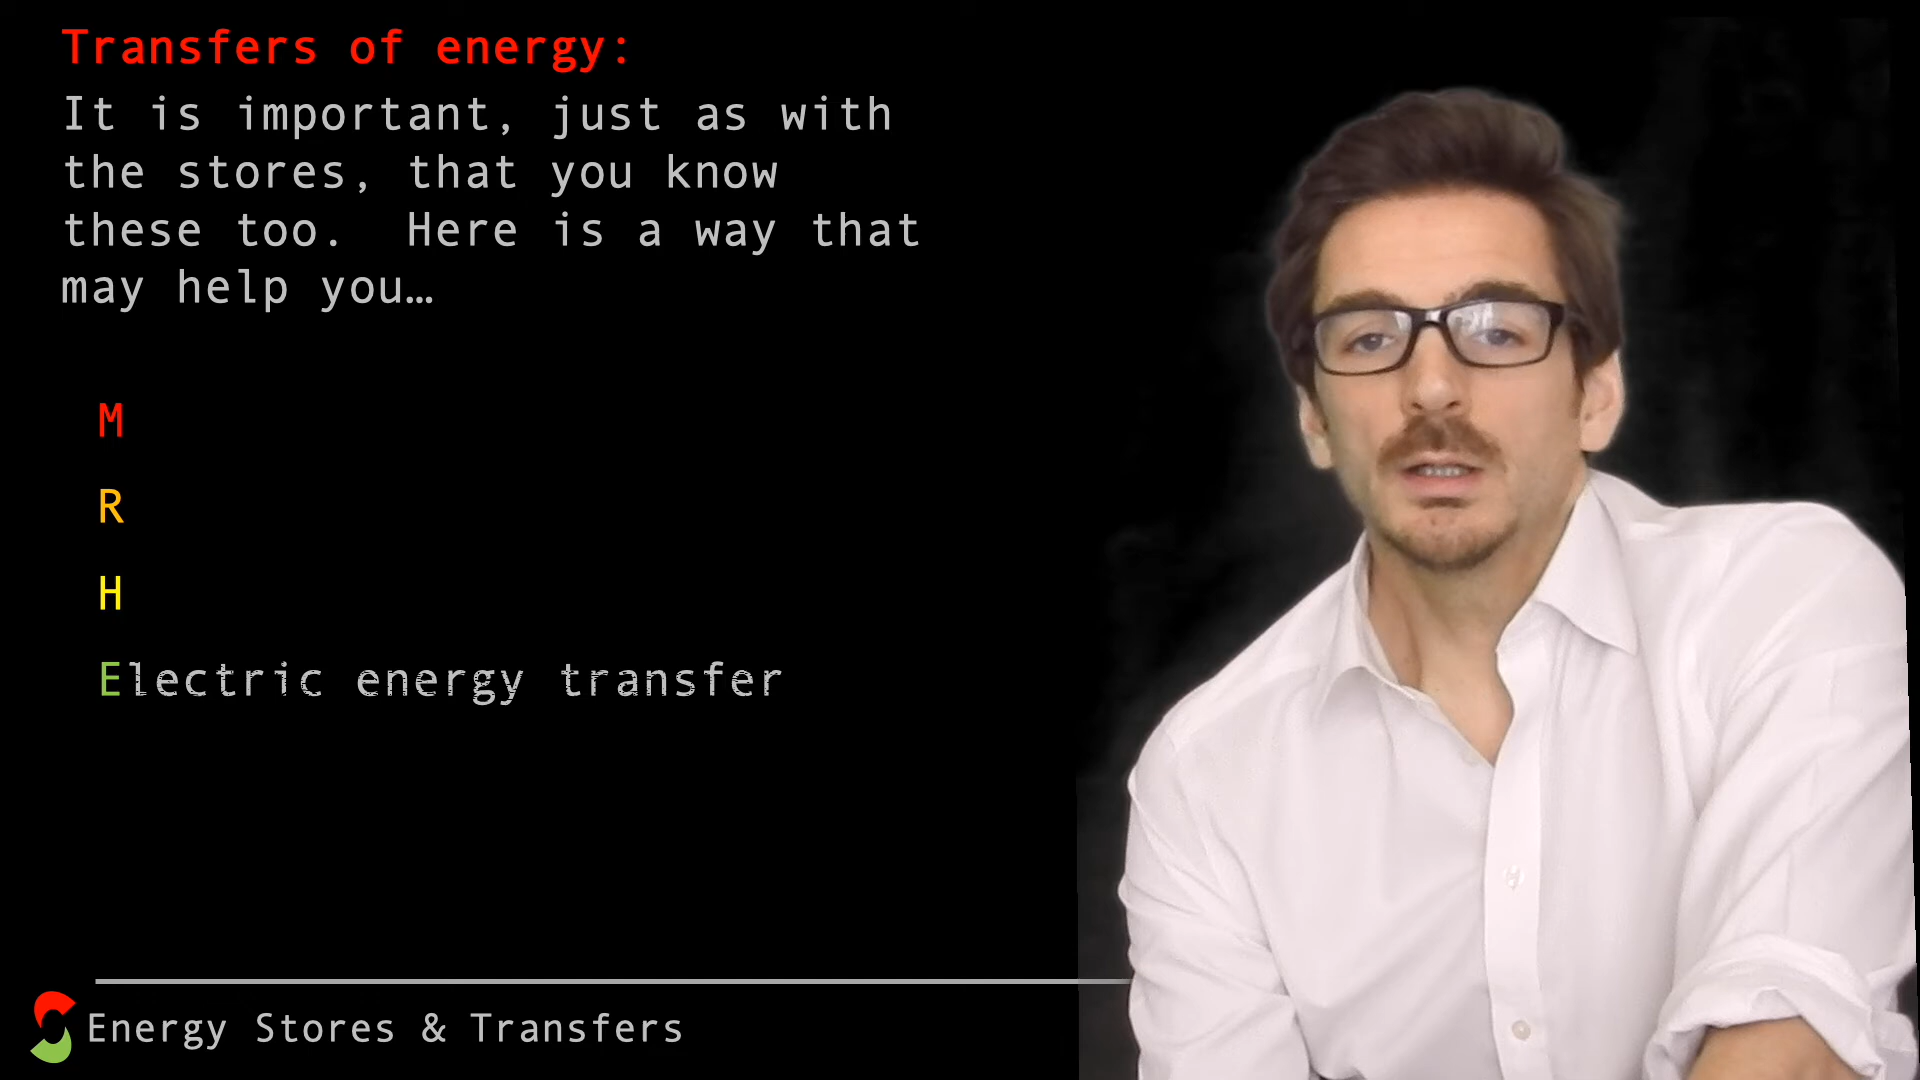 Transfers of energy:
It is important, just as with
the stores, that you know
these too.  Here is a way that
may help you…
M
R
H
Electric energy transfer
Energy Stores & Transfers